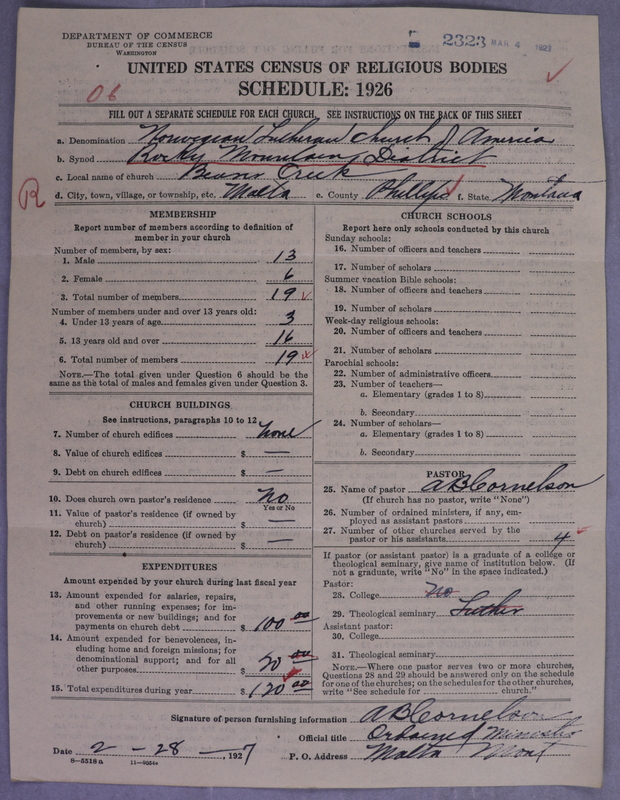 DEPARTMENT OF COMMERCE
BUREAU OF THE CENSUS
WASHINGTON
2323 MAR 4 1927
UNITED STATES CENSUS OF RELIGIOUS BODIES
SCHEDULE: 1926
06
FILL OUT A SEPARATE SCHEDULE FOR EACH CHURCH. SEE INSTRUCTIONS ON THE BACK OF THIS SHEET
a. Denomination Norwegian Lutheran Church of America
b. Synod Rocky Mountain District
c. Local name of church Beaver Creek
d. City, town, village, or township, etc. Malta e. County Phillips f. State Montana
R
MEMBERSHIP
Report number of members according to definition of
member in your church
Number of members, by sex:
1. Male 13
2. Female 6
3. Total number of members 19
Number of members under and over 13 years old:
4. Under 13 years of age 3
5. 13 years old and over 16
6. Total number of members 19
NOTE.—The total given under Question 6 should be the
same as the total of males and females given under Question 3.
CHURCH BUILDINGS
See instructions, paragraphs 10 to 12
7. Number of church edifices none
8. Value of church edifices $ —
9. Debt on church edifices $ —
10. Does church own pastor's residence No
Yes or No
11. Value of pastor's residence (if owned by
church) $ —
12. Debt on pastor's residence (if owned by
church) $ —
EXPENDITURES
Amount expended by your church during last fiscal year
13. Amount expended for salaries, repairs,
and other running expenses; for im-
provements or new buildings; and for
payments on church debt $ 100 00
14. Amount expended for benevolences, in-
cluding home and foreign missions; for
denominational support; and for all
other purposes $ 20 00
15. Total expenditures during year $ 120 00
CHURCH SCHOOLS
Report here only schools conducted by this church
Sunday schools:
16. Number of officers and teachers
17. Number of scholars
Summer vacation Bible schools:
18. Number of officers and teachers
19. Number of scholars
Week-day religious schools:
20. Number of officers and teachers
21. Number of scholars
Parochial schools:
22. Number of administrative officers
23. Number of teachers—
a. Elementary (grades 1 to 8)
b. Secondary
24. Number of scholars—
a. Elementary (grades 1 to 8)
b. Secondary
PASTOR
25. Name of pastor A B Cornelson
(If church has no pastor, write "None")
26. Number of ordained ministers, if any, em-
ployed as assistant pastors
27. Number of other churches served by the
pastor or his assistants 4
If pastor (or assistant pastor) is a graduate of a college or
theological seminary, give name of institution below. (If
not a graduate, write "No" in the space indicated.)
Pastor:
28. College No
29. Theological seminary Luther
Assistant pastor:
30. College
31. Theological seminary
NOTE.—Where one pastor serves two or more churches,
Questions 28 and 29 should be answered only on the schedule
for one of the churches; on the schedules for the other churches,
write "See schedule for church."
Signature of person furnishing information A B Cornelson
Official title Ordained Minister
Date 2 - 28 -, 1927 P. O. Address Malta Mont
8-5518a 11-9054a